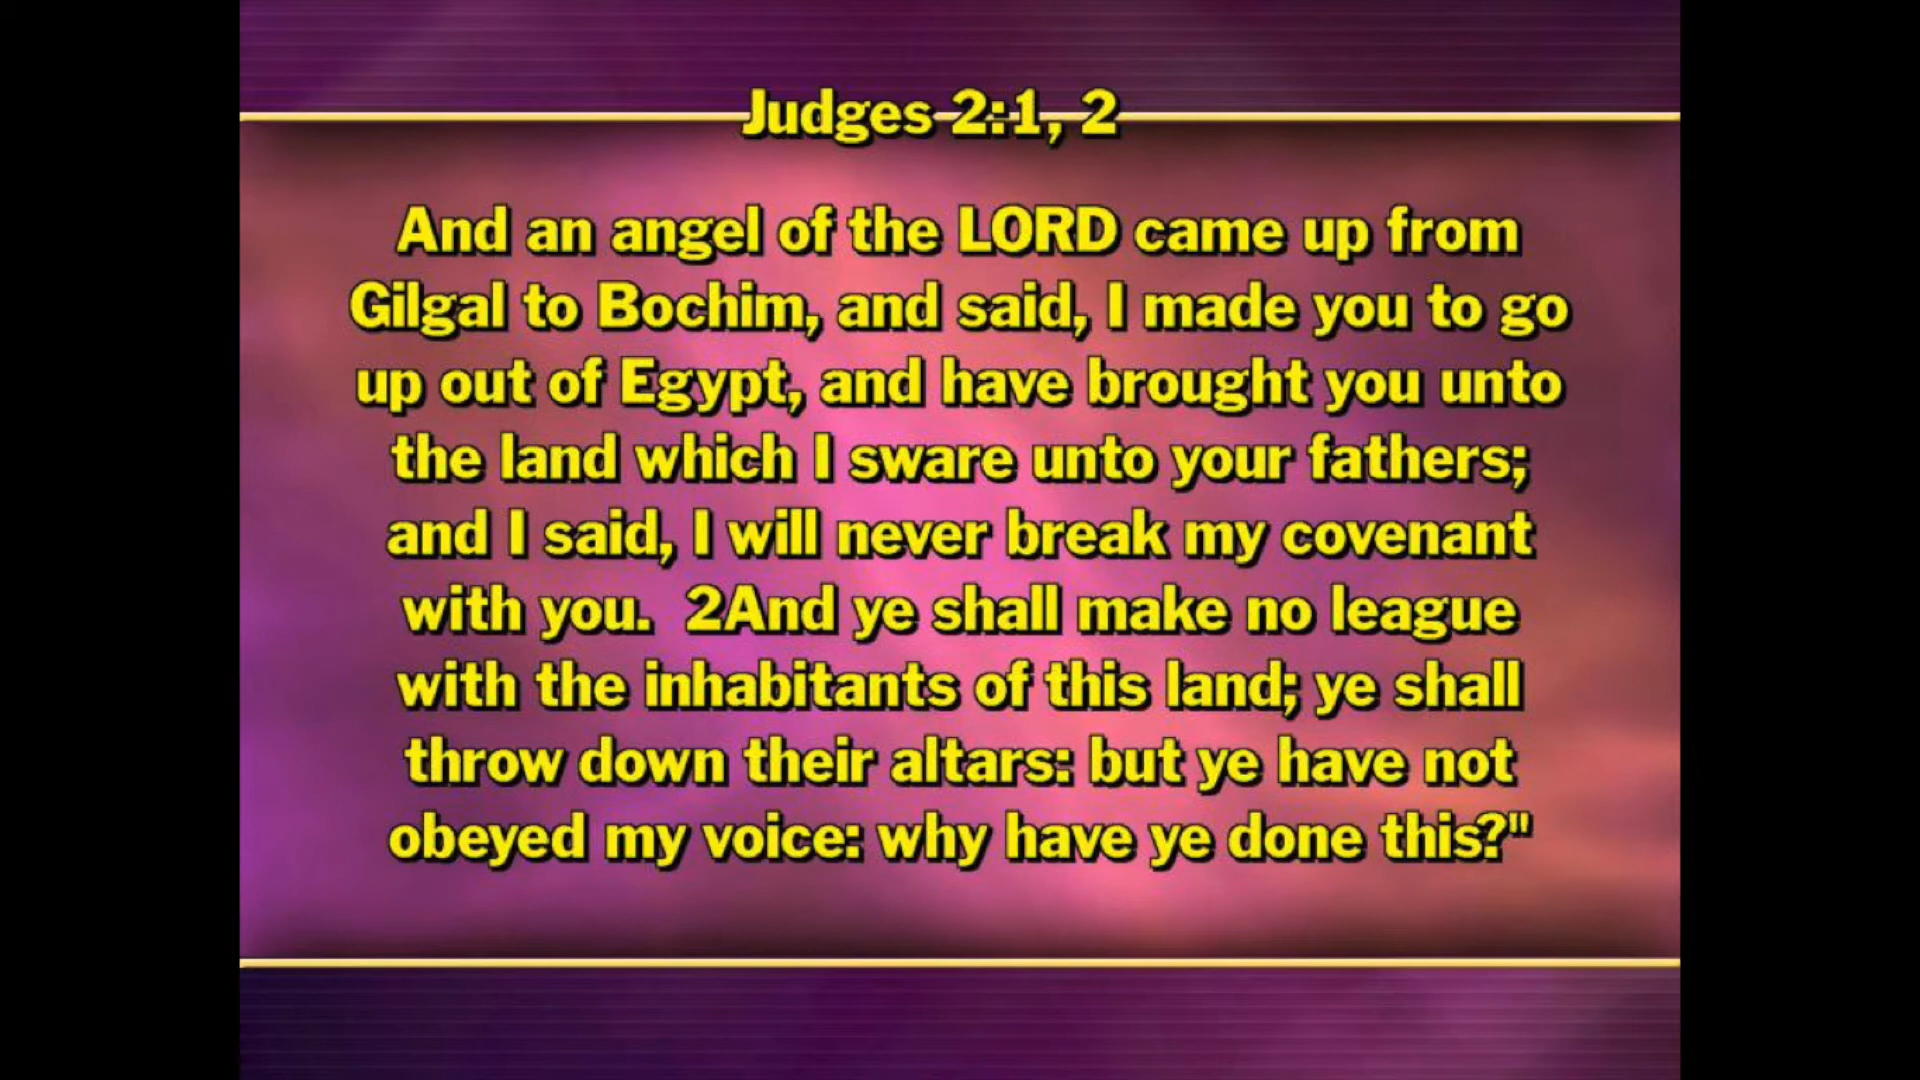 Judges 2:1, 2
And an angel of the LORD came up from
Gilgal to Bochim, and said, I made you to go
up out of Egypt, and have brought you unto
the land which I sware unto your fathers;
and I said, I will never break my covenant
with you.  2And ye shall make no league
with the inhabitants of this land; ye shall
throw down their altars: but ye have not
obeyed my voice: why have ye done this?"